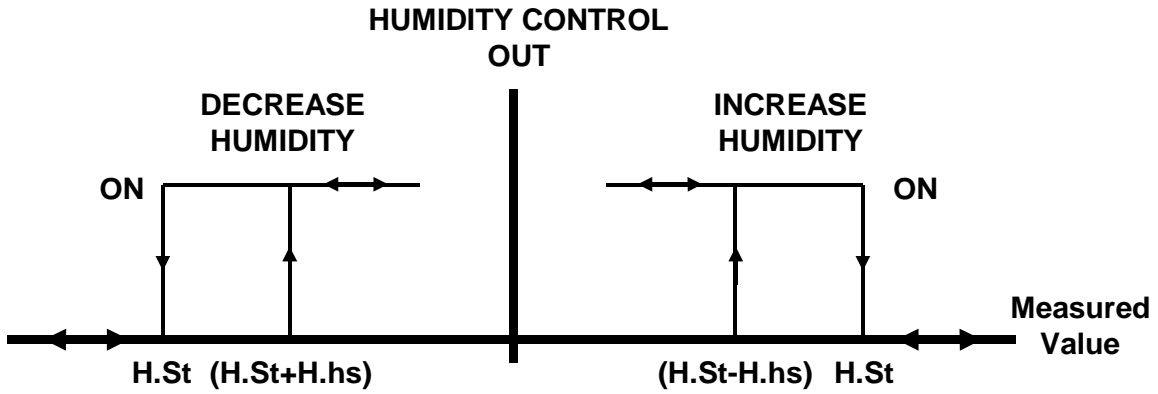 HUMIDITY CONTROL
OUT
DECREASE
HUMIDITY
INCREASE
HUMIDITY
ON
ON
Measured
Value
H.St (H.St+H.hs)
(H.St-H.hs) H.St